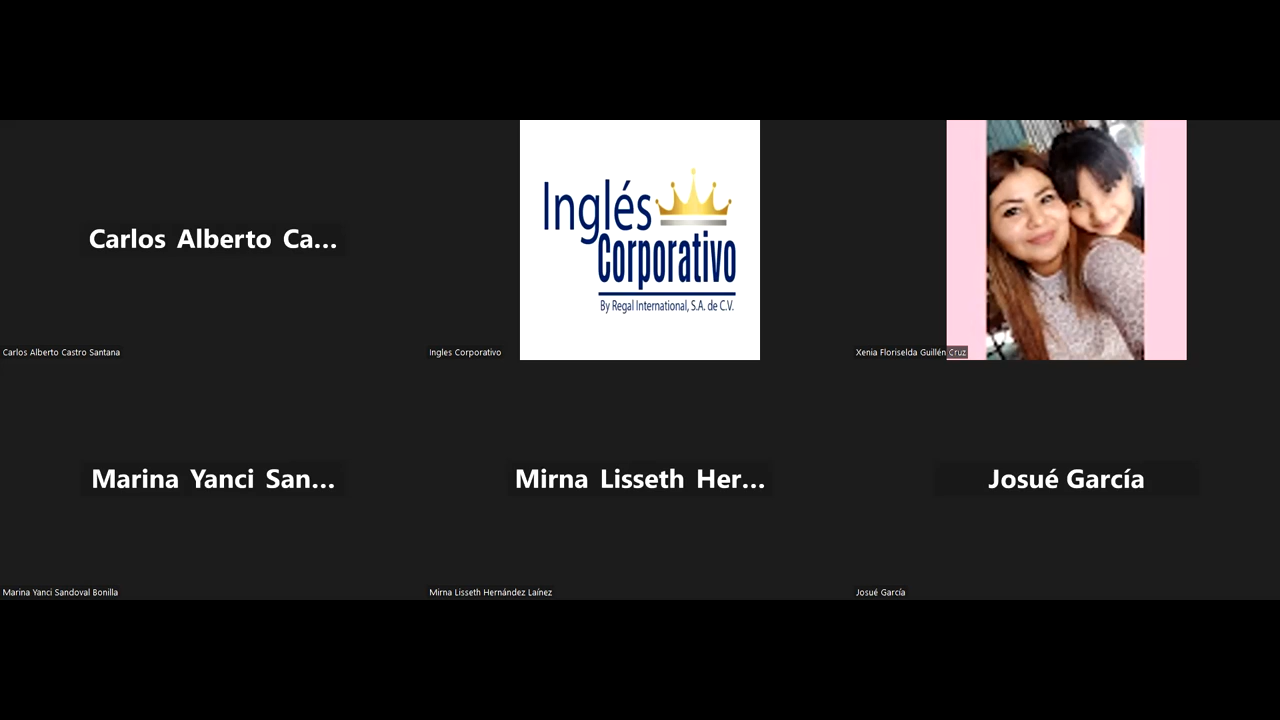 Carlos Alberto Ca...
Carlos Alberto Castro Santana
Inglés
Corporativo
By Regal International, S.A. de C.V.
Ingles Corporativo
Xenia Floriselda Guillén Cruz
Marina Yanci San...
Marina Yanci Sandoval Bonilla
Mirna Lisseth Her...
Mirna Lisseth Hernández Laínez
Josué García
Josué García